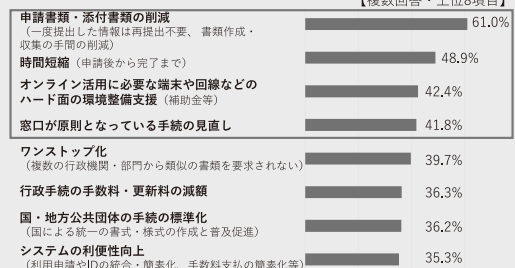 【複数回答・上位8項目】
申請書類・添付書類の削減
（一度提出した情報は再提出不要、書類作成・
収集の手間の削減）
61.0%
時間短縮（申請後から完了まで）
48.9%
オンライン活用に必要な端末や回線などの
ハード面の環境整備支援（補助金等）
42.4%
窓口が原則となっている手続の見直し
41.8%
ワンストップ化
（複数の行政機関・部門から類似の書類を要求されない）
39.7%
行政手続の手数料・更新料の減額
36.3%
国・地方公共団体の手続の標準化
（国による統一の書式・様式の作成と普及促進）
36.2%
システムの利便性向上
（利用申請やIDの統合・簡素化、手数料支払の簡素化等）
35.3%